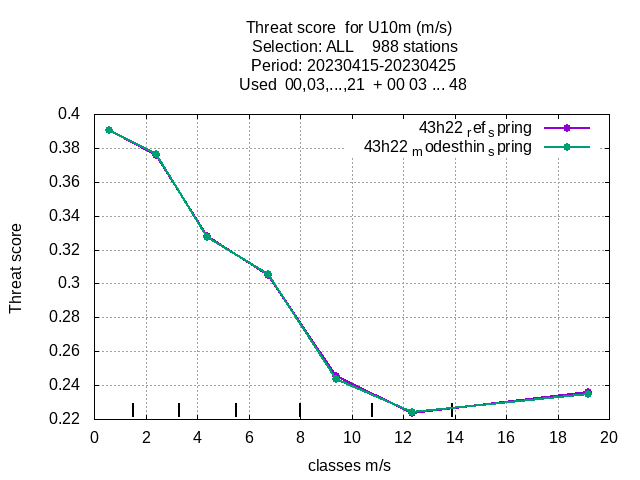 Threat score for U10m (m/s)
Selection: ALL 988 stations
Period: 20230415-20230425
Used 00,03,...,21 + 00 03 ... 48
43h22 ref spring
43h22 modesthin spring
Threat score
0.4
0.38
0.36
0.34
0.32
0.3
0.28
0.26
0.24
0.22
0 2 4 6 8 10 12 14 16 18 20
classes m/s